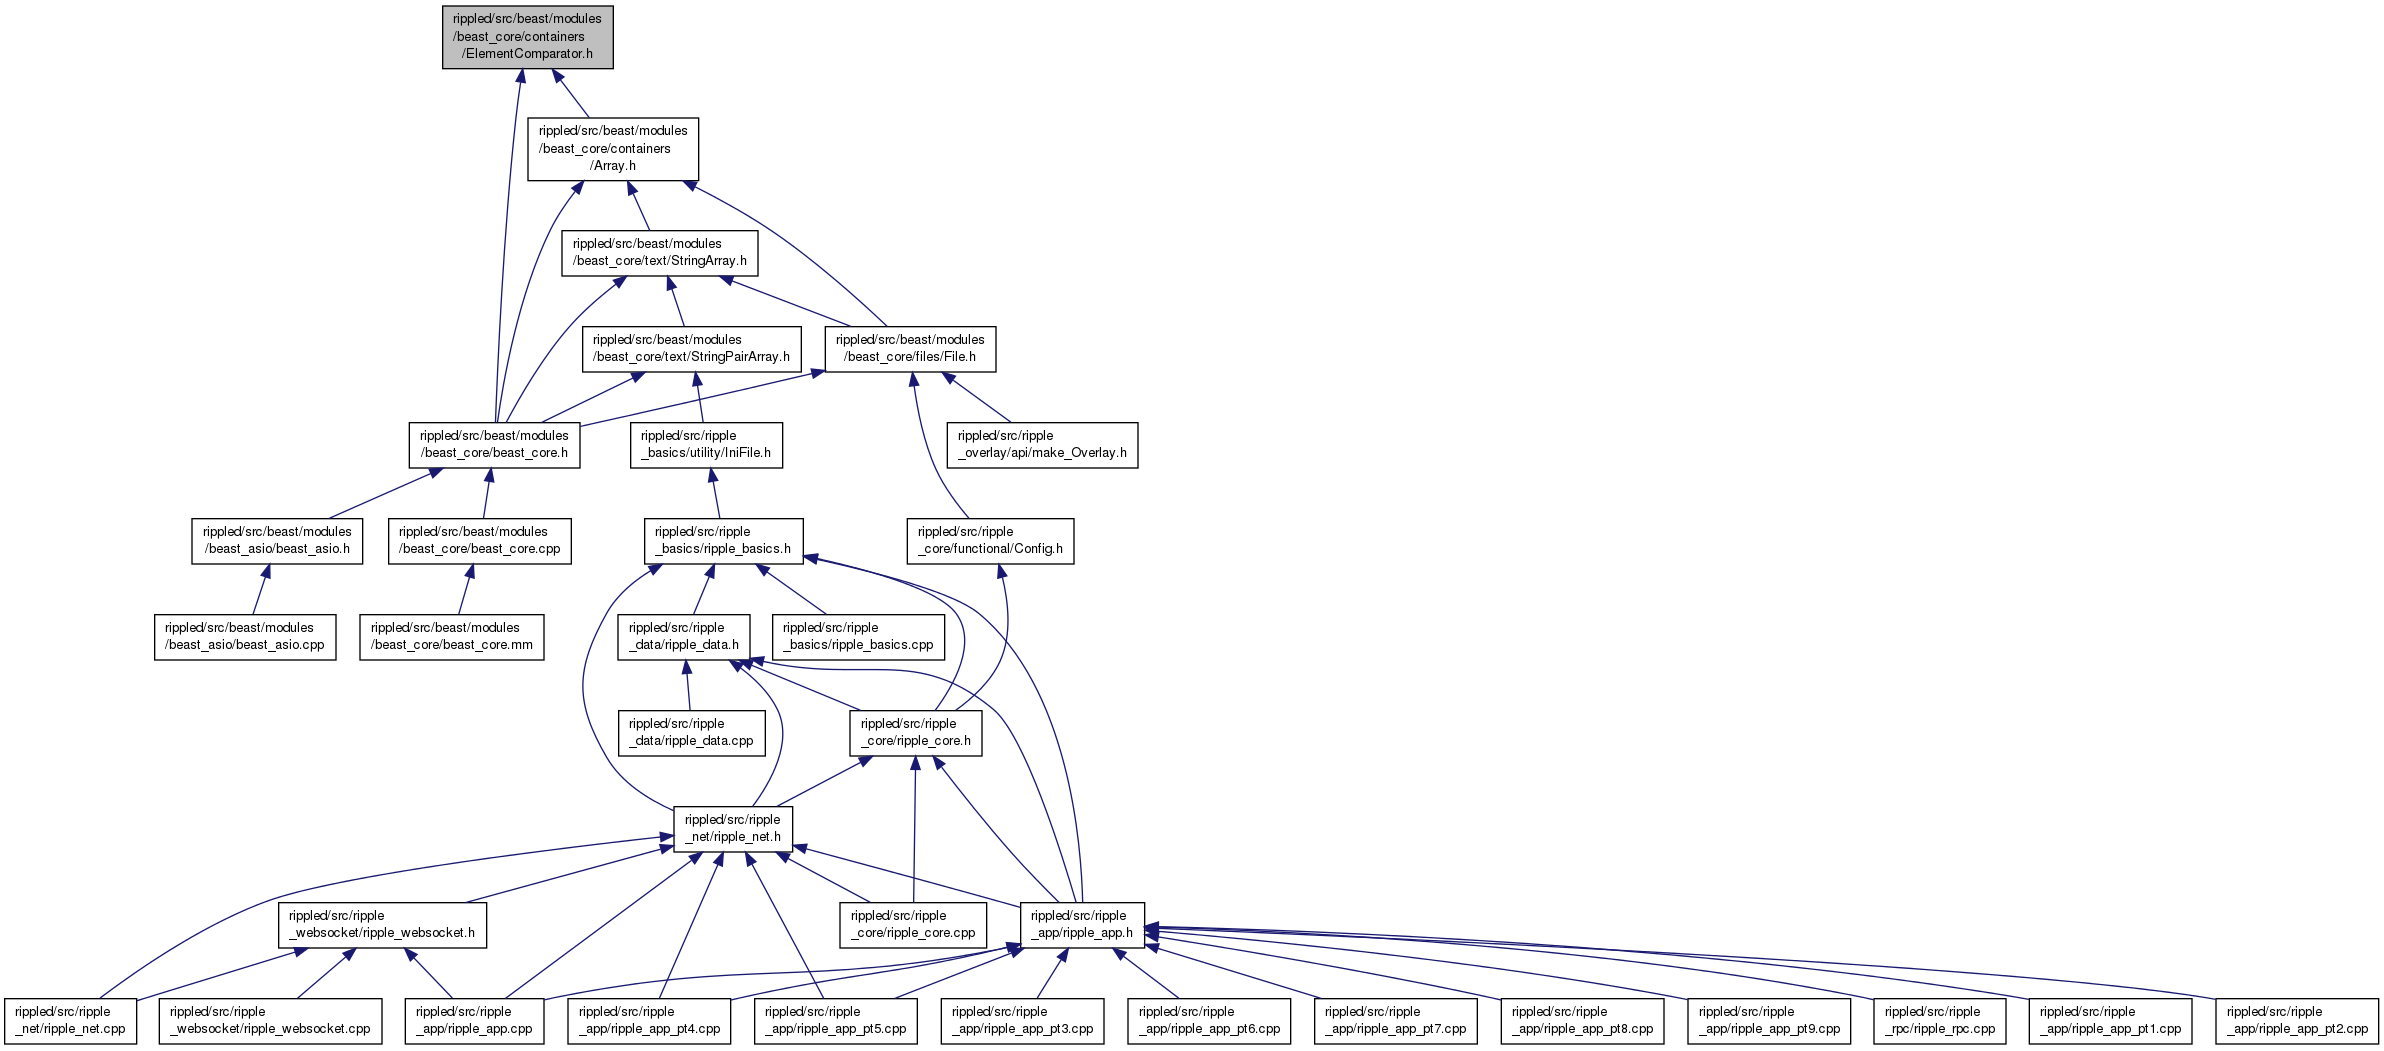 rippled/src/beast/modules
/beast_core/containers
/ElementComparator.h
rippled/src/beast/modules
/beast_core/containers
/Array.h
rippled/src/beast/modules
/beast_core/text/StringArray.h
rippled/src/beast/modules
/beast_core/text/StringPairArray.h
rippled/src/beast/modules
/beast_core/files/File.h
rippled/src/beast/modules
/beast_core/beast_core.h
rippled/src/ripple
_basics/utility/IniFile.h
rippled/src/ripple
_overlay/api/make_Overlay.h
rippled/src/beast/modules
/beast_asio/beast_asio.h
rippled/src/beast/modules
/beast_core/beast_core.cpp
rippled/src/ripple
_basics/ripple_basics.h
rippled/src/ripple
_core/functional/Config.h
rippled/src/beast/modules
/beast_asio/beast_asio.cpp
rippled/src/beast/modules
/beast_core/beast_core.mm
rippled/src/ripple
_data/ripple_data.h
rippled/src/ripple
_basics/ripple_basics.cpp
rippled/src/ripple
_data/ripple_data.cpp
rippled/src/ripple
_core/ripple_core.h
rippled/src/ripple
_net/ripple_net.h
rippled/src/ripple
_websocket/ripple_websocket.h
rippled/src/ripple
_core/ripple_core.cpp
rippled/src/ripple
_app/ripple_app.h
rippled/src/ripple
_net/ripple_net.cpp
rippled/src/ripple
_websocket/ripple_websocket.cpp
rippled/src/ripple
_app/ripple_app.cpp
rippled/src/ripple
_app/ripple_app_pt4.cpp
rippled/src/ripple
_app/ripple_app_pt5.cpp
rippled/src/ripple
_app/ripple_app_pt3.cpp
rippled/src/ripple
_app/ripple_app_pt6.cpp
rippled/src/ripple
_app/ripple_app_pt7.cpp
rippled/src/ripple
_app/ripple_app_pt8.cpp
rippled/src/ripple
_app/ripple_app_pt9.cpp
rippled/src/ripple
_rpc/ripple_rpc.cpp
rippled/src/ripple
_app/ripple_app_pt1.cpp
rippled/src/ripple
_app/ripple_app_pt2.cpp